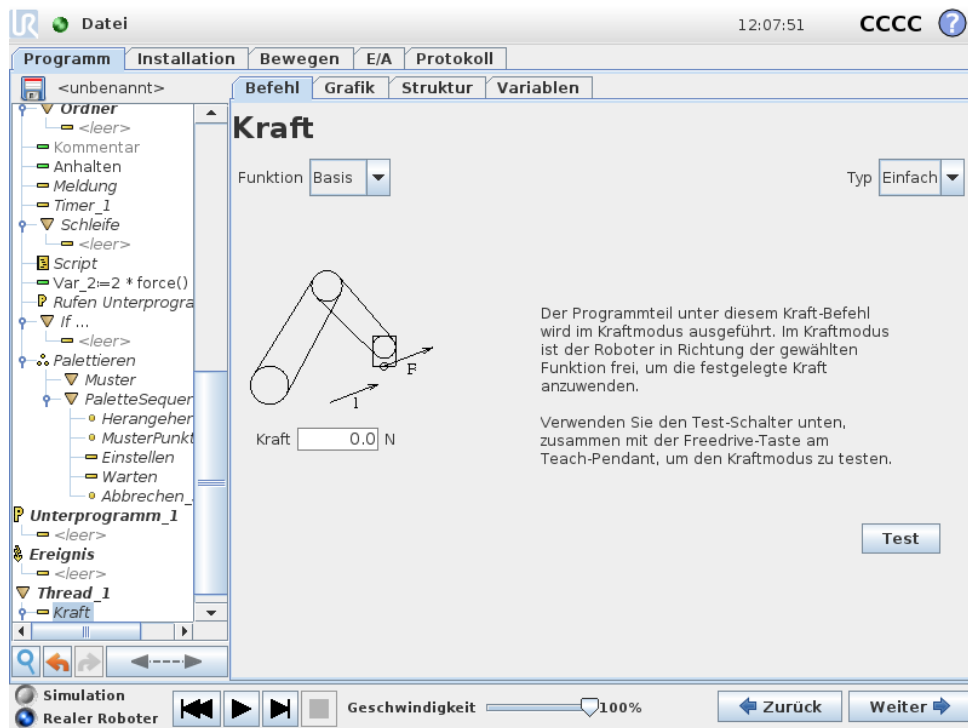 UR Datei 12:07:51 CCCC ?
Programm Installation Bewegen E/A Protokoll
<unbenannt>
Befehl Grafik Struktur Variablen
Ordner
<leer>
Kommentar
Anhalten
Meldung
Timer_1
Schleife
<leer>
Script
Var_2:=2 * force()
Rufen Unterprogra
If ...
<leer>
Palettieren
Muster
PaletteSequer
Herangeher
MusterPunkt
Einstellen
Warten
Abbrechen_
P Unterprogramm_1
<leer>
Ereignis
<leer>
Thread_1
Kraft
Kraft
Funktion Basis
Typ Einfach
F
1
Kraft 0.0 N
Der Programmteil unter diesem Kraft-Befehl
wird im Kraftmodus ausgeführt. Im Kraftmodus
ist der Roboter in Richtung der gewählten
Funktion frei, um die festgelegte Kraft
anzuwenden.
Verwenden Sie den Test-Schalter unten,
zusammen mit der Freedrive-Taste am
Teach-Pendant, um den Kraftmodus zu testen.
Test
Simulation
Realer Roboter
Geschwindigkeit 100%
Zurück Weiter